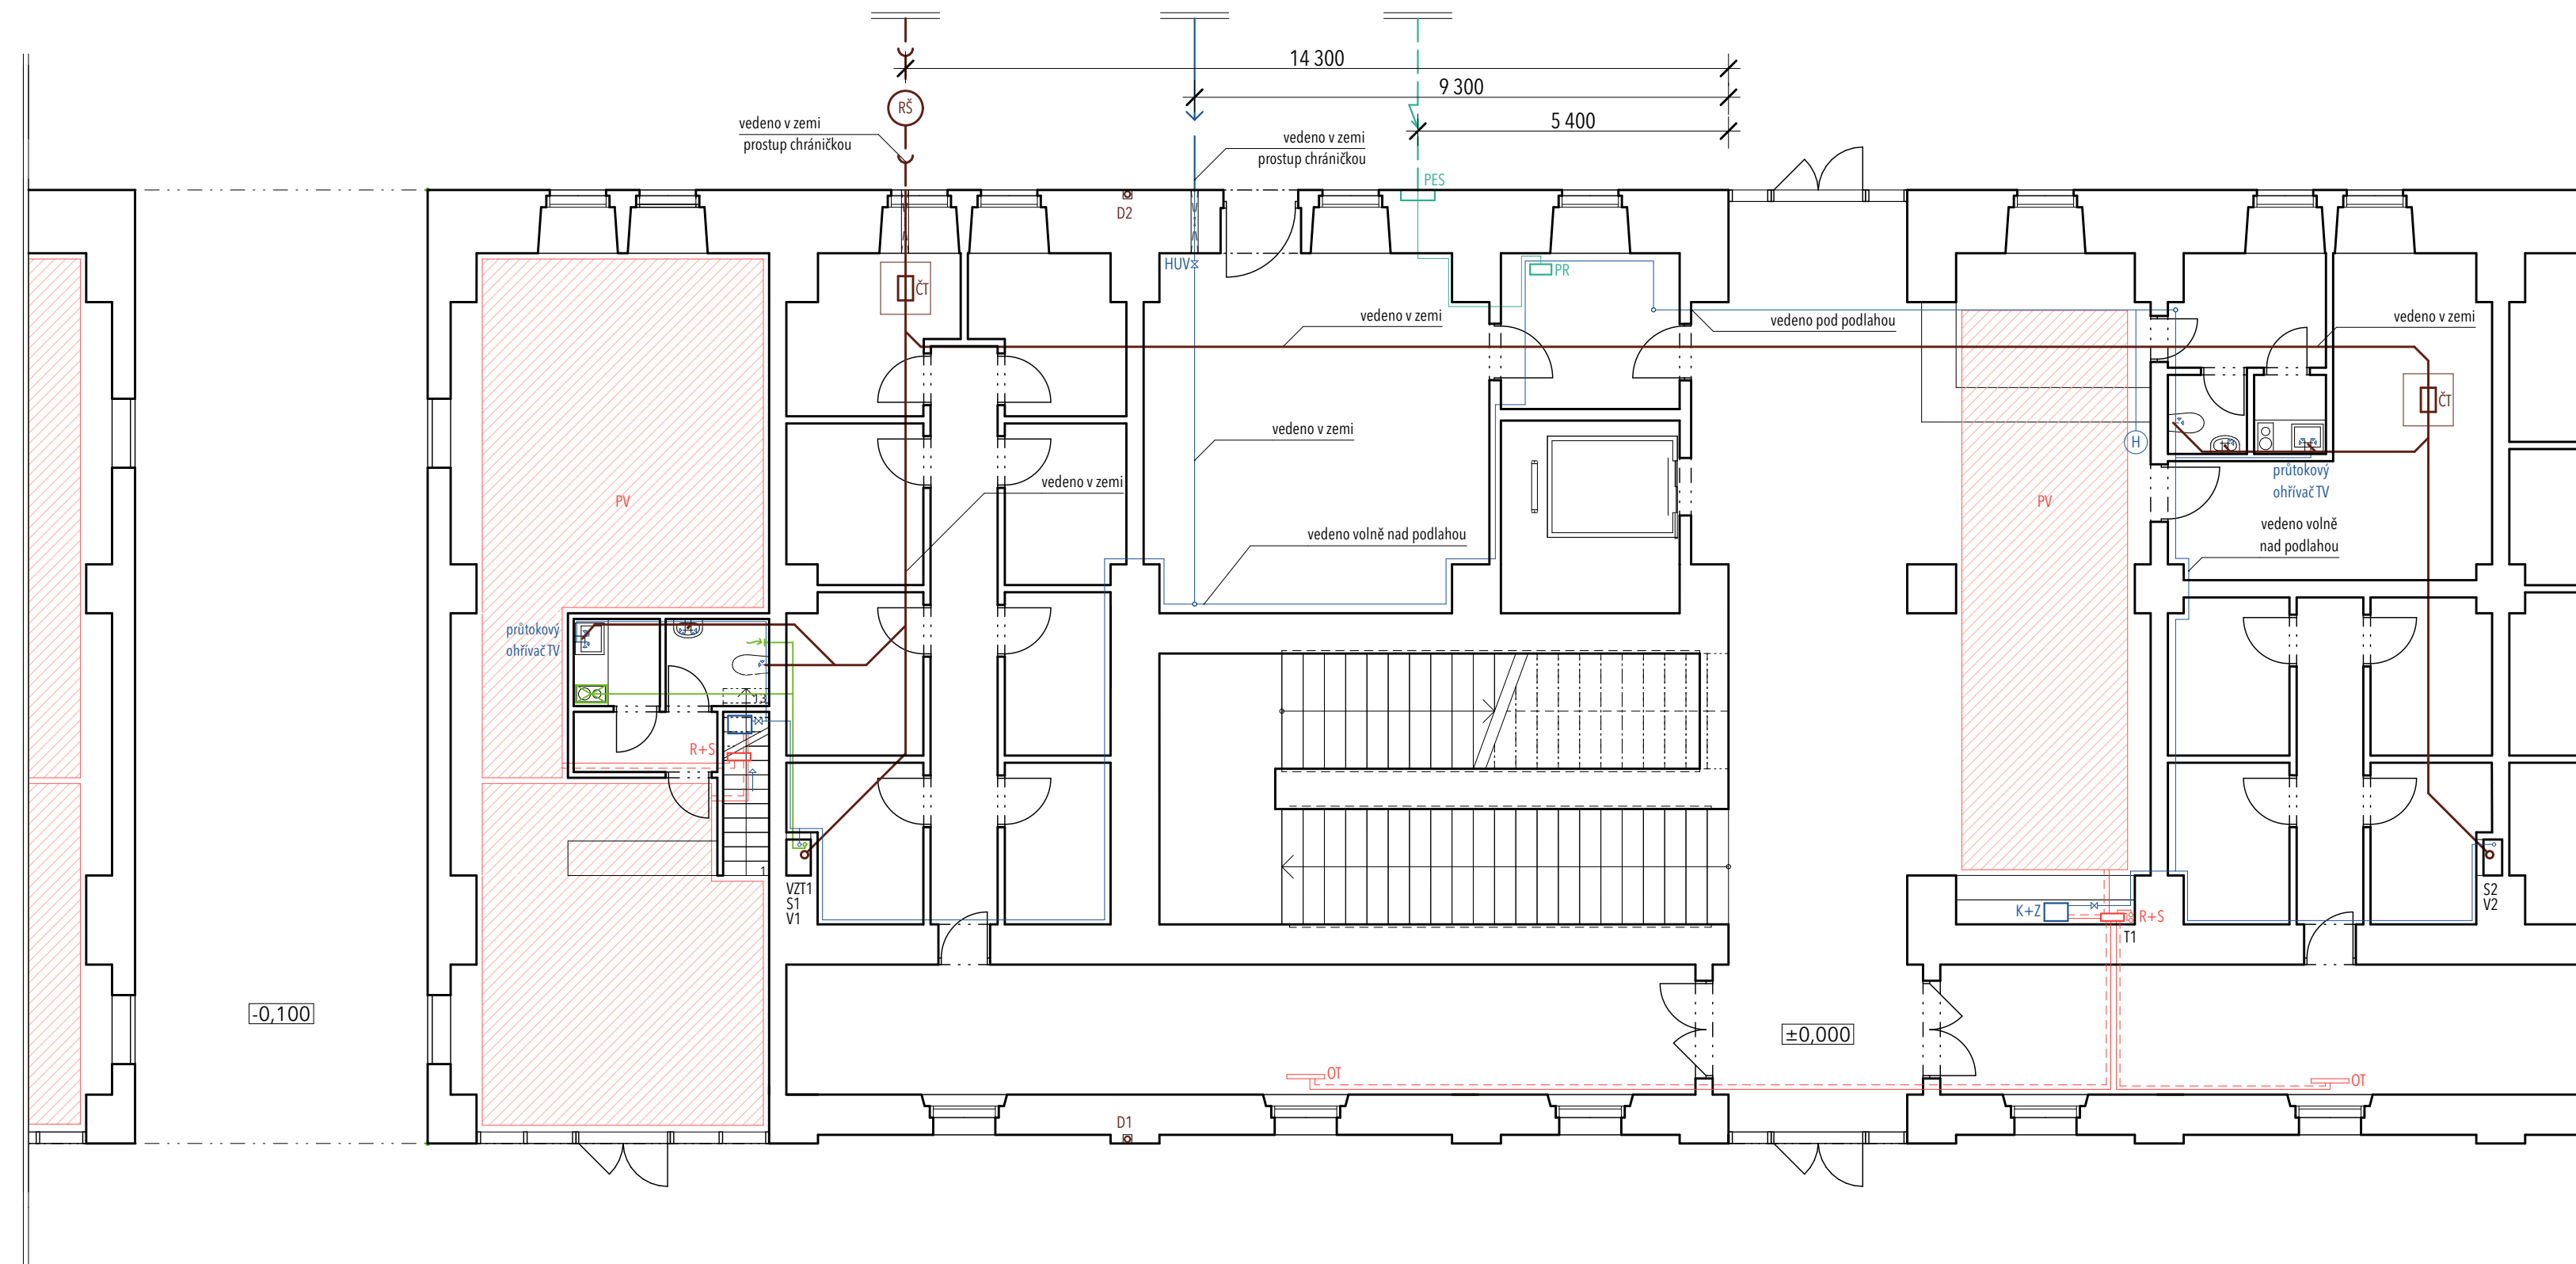 14 300
9 300
5 400
RŠ
vedeno v zemi
prostup chráničkou
vedeno v zemi
prostup chráničkou
PES
D2
HUV
PR
ČT
vedeno v zemi
vedeno pod podlahou
vedeno v zemi
ČT
vedeno v zemi
H
průtokový
ohřívač TV
vedeno v zemi
PV
PV
vedeno volně
nad podlahou
vedeno volně nad podlahou
průtokový
ohřívač TV
13
R+S
1
VZT1
S1
V1
S2
V2
K+Z
R+S
T1
-0,100
±0,000
OT
OT
D1